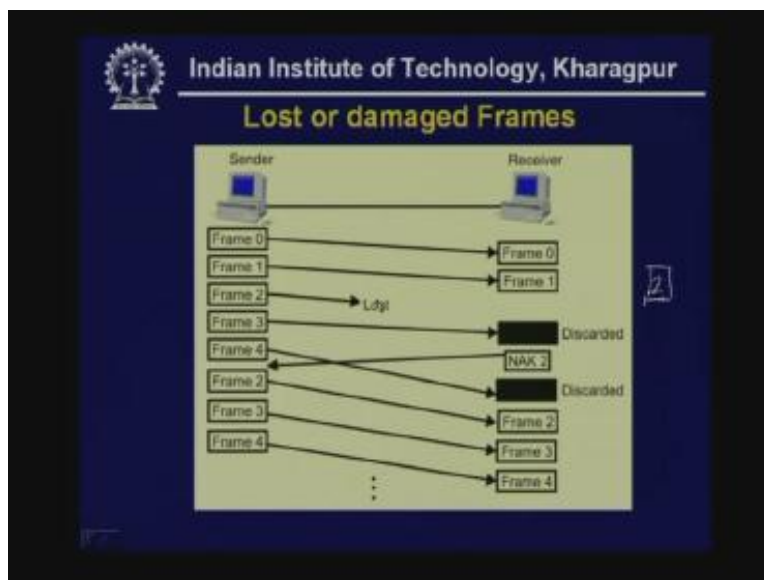 Indian Institute of Technology, Kharagpur
Lost or damaged Frames
Sender
Receiver
Frame 0
Frame 0
Frame 1
Frame 1
Frame 2
Lost
2
Frame 3
Discarded
Frame 4
NAK 2
Frame 2
Discarded
Frame 3
Frame 2
Frame 4
Frame 3
Frame 4